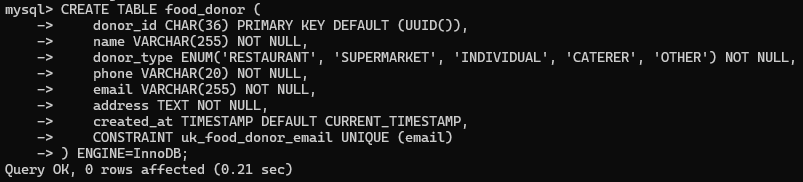 mysql> CREATE TABLE food_donor (
    ->     donor_id CHAR(36) PRIMARY KEY DEFAULT (UUID()),
    ->     name VARCHAR(255) NOT NULL,
    ->     donor_type ENUM('RESTAURANT', 'SUPERMARKET', 'INDIVIDUAL', 'CATERER', 'OTHER') NOT NULL,
    ->     phone VARCHAR(20) NOT NULL,
    ->     email VARCHAR(255) NOT NULL,
    ->     address TEXT NOT NULL,
    ->     created_at TIMESTAMP DEFAULT CURRENT_TIMESTAMP,
    ->     CONSTRAINT uk_food_donor_email UNIQUE (email)
    -> ) ENGINE=InnoDB;
Query OK, 0 rows affected (0.21 sec)